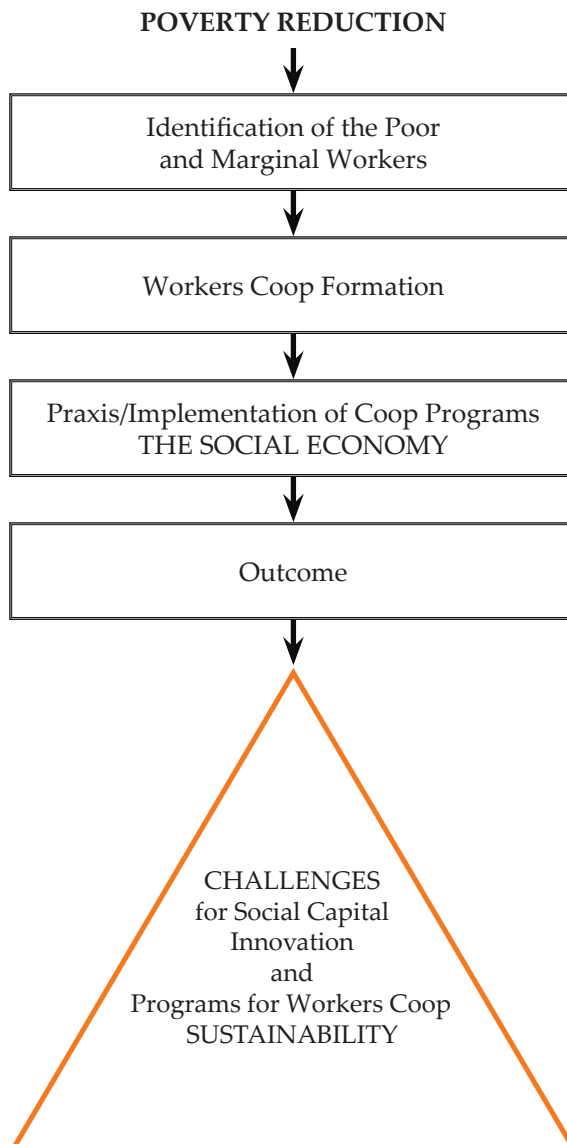 POVERTY REDUCTION
Identification of the Poor
and Marginal Workers
Workers Coop Formation
Praxis/Implementation of Coop Programs
THE SOCIAL ECONOMY
Outcome
CHALLENGES
for Social Capital
Innovation
and
Programs for Workers Coop
SUSTAINABILITY